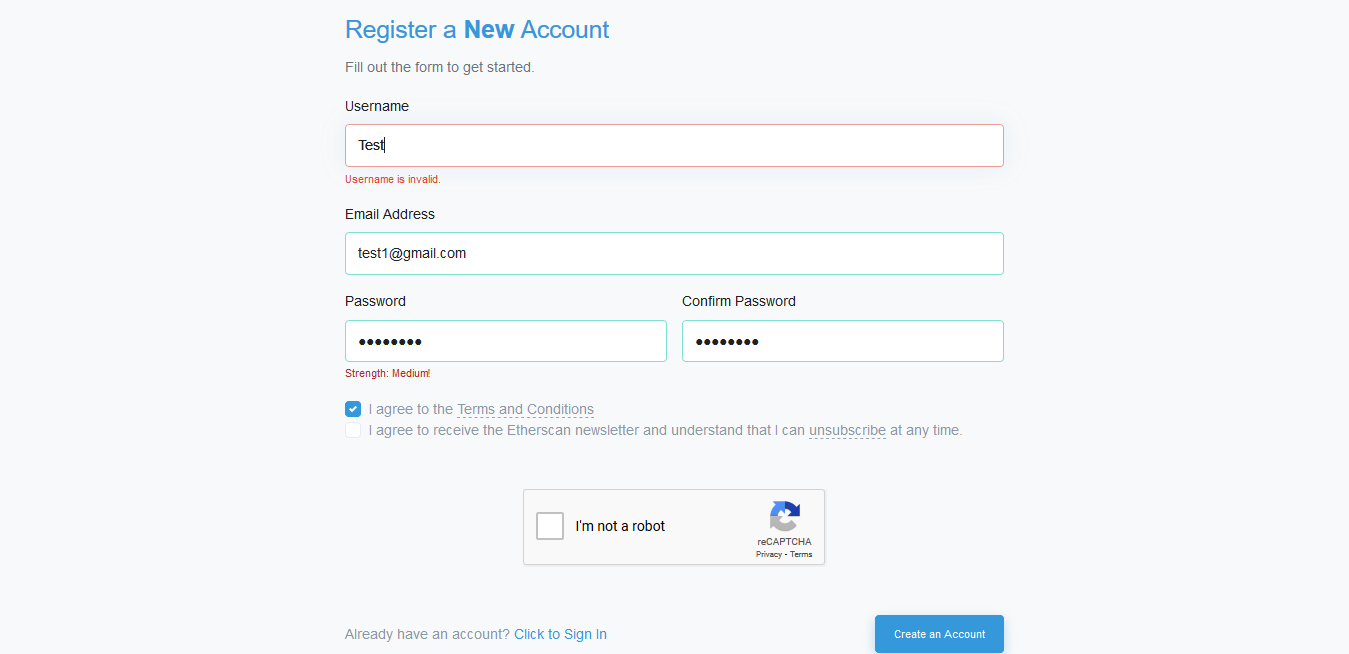 Register a New Account
Fill out the form to get started.
Username
Test
Username is invalid.
Email Address
test1@gmail.com
Password
Confirm Password
••••••••
••••••••
Strength: Medium!
I agree to the Terms and Conditions
I agree to receive the Etherscan newsletter and understand that I can unsubscribe at any time.
I'm not a robot
reCAPTCHA
Privacy - Terms
Already have an account? Click to Sign In
Create an Account